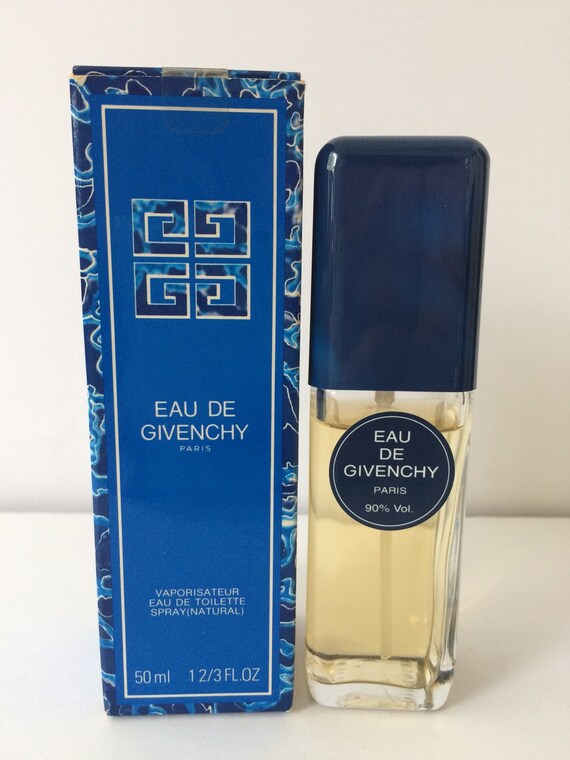 EAU DE
GIVENCHY
PARIS
VAPORISATEUR
EAU DE TOILETTE
SPRAY(NATURAL)
50 ml 1 2/3 FL.OZ
EAU
DE
GIVENCHY
PARIS
90% Vol.